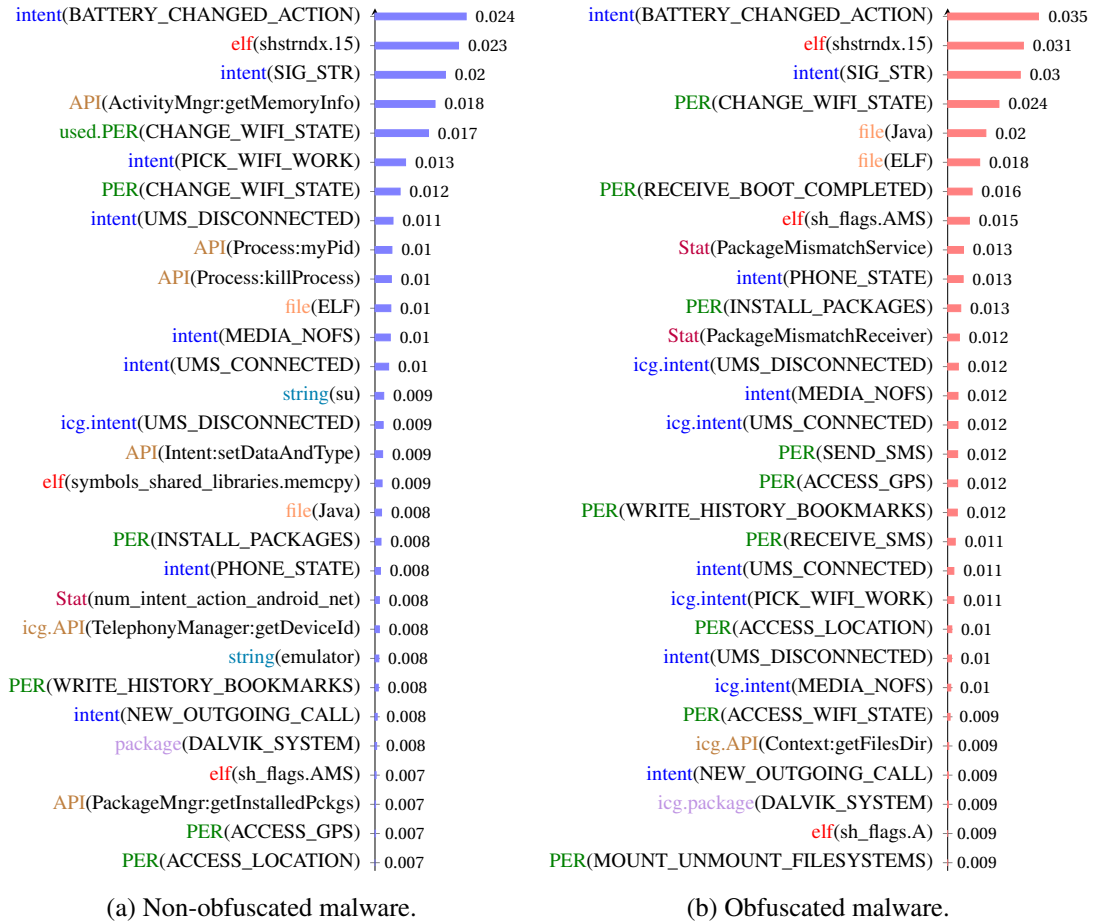 intent(BATTERY_CHANGED_ACTION) 0.024
elf(shstrndx.15) 0.023
intent(SIG_STR) 0.02
API(ActivityMngr:getMemoryInfo) 0.018
used.PER(CHANGE_WIFI_STATE) 0.017
intent(PICK_WIFI_WORK) 0.013
PER(CHANGE_WIFI_STATE) 0.012
intent(UMS_DISCONNECTED) 0.011
API(Process:myPid) 0.01
API(Process:killProcess) 0.01
file(ELF) 0.01
intent(MEDIA_NOFS) 0.01
intent(UMS_CONNECTED) 0.01
string(su) 0.009
icg.intent(UMS_DISCONNECTED) 0.009
API(Intent:setDataAndType) 0.009
elf(symbols_shared_libraries.memcpy) 0.009
file(Java) 0.008
PER(INSTALL_PACKAGES) 0.008
intent(PHONE_STATE) 0.008
Stat(num_intent_action_android_net) 0.008
icg.API(TelephonyManager:getDeviceId) 0.008
string(emulator) 0.008
PER(WRITE_HISTORY_BOOKMARKS) 0.008
intent(NEW_OUTGOING_CALL) 0.008
package(DALVIK_SYSTEM) 0.008
elf(sh_flags.AMS) 0.007
API(PackageMngr:getInstalledPckgs) 0.007
PER(ACCESS_GPS) 0.007
PER(ACCESS_LOCATION) 0.007
(a) Non-obfuscated malware.
intent(BATTERY_CHANGED_ACTION) 0.035
elf(shstrndx.15) 0.031
intent(SIG_STR) 0.03
PER(CHANGE_WIFI_STATE) 0.024
file(Java) 0.02
file(ELF) 0.018
PER(RECEIVE_BOOT_COMPLETED) 0.016
elf(sh_flags.AMS) 0.015
Stat(PackageMismatchService) 0.013
intent(PHONE_STATE) 0.013
PER(INSTALL_PACKAGES) 0.013
Stat(PackageMismatchReceiver) 0.012
icg.intent(UMS_DISCONNECTED) 0.012
intent(MEDIA_NOFS) 0.012
icg.intent(UMS_CONNECTED) 0.012
PER(SEND_SMS) 0.012
PER(ACCESS_GPS) 0.012
PER(WRITE_HISTORY_BOOKMARKS) 0.012
PER(RECEIVE_SMS) 0.011
intent(UMS_CONNECTED) 0.011
icg.intent(PICK_WIFI_WORK) 0.011
PER(ACCESS_LOCATION) 0.01
intent(UMS_DISCONNECTED) 0.01
icg.intent(MEDIA_NOFS) 0.01
PER(ACCESS_WIFI_STATE) 0.009
icg.API(Context:getFilesDir) 0.009
intent(NEW_OUTGOING_CALL) 0.009
icg.package(DALVIK_SYSTEM) 0.009
elf(sh_flags.A) 0.009
PER(MOUNT_UNMOUNT_FILESYSTEMS) 0.009
(b) Obfuscated malware.